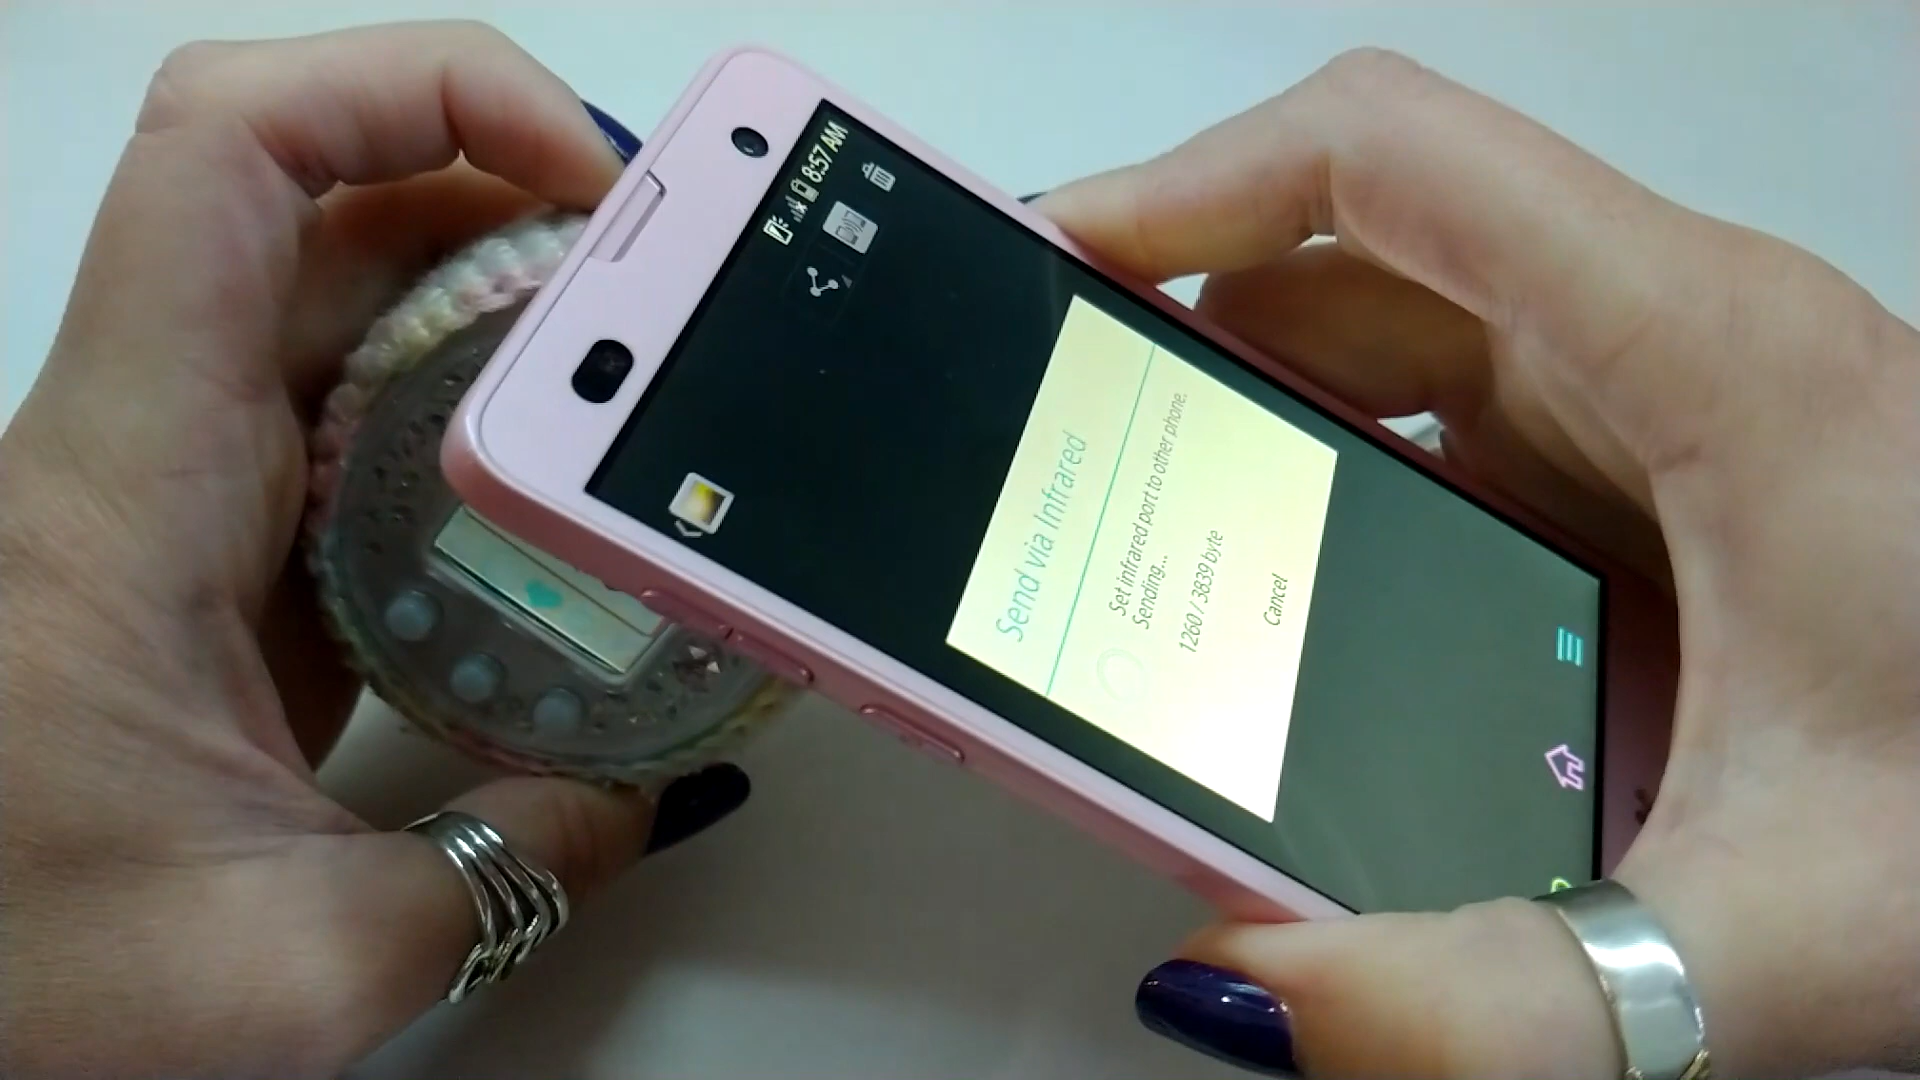 8:57 AM
Send via Infrared
Set infrared port to other phone.
Sending...
1260 / 3839 byte
Cancel